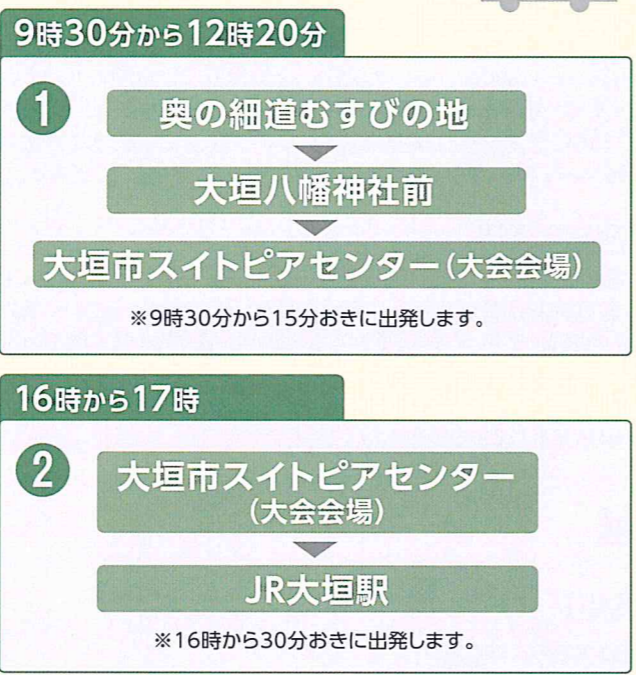 9時30分から12時20分
1
奥の細道むすびの地
大垣八幡神社前
大垣市スイトピアセンター(大会会場)
※9時30分から15分おきに出発します。
16時から17時
2
大垣市スイトピアセンター
(大会会場)
JR大垣駅
※16時から30分おきに出発します。